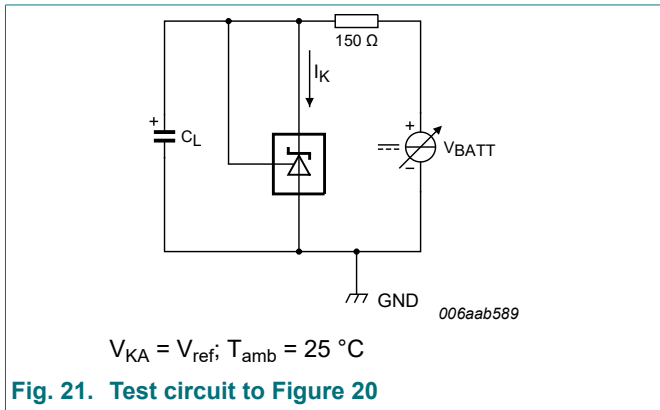 150 Ω
I_K
+
C_L
+
V_BATT
−
GND
006aab589
V_KA = V_ref; T_amb = 25 °C
Fig. 21. Test circuit to Figure 20